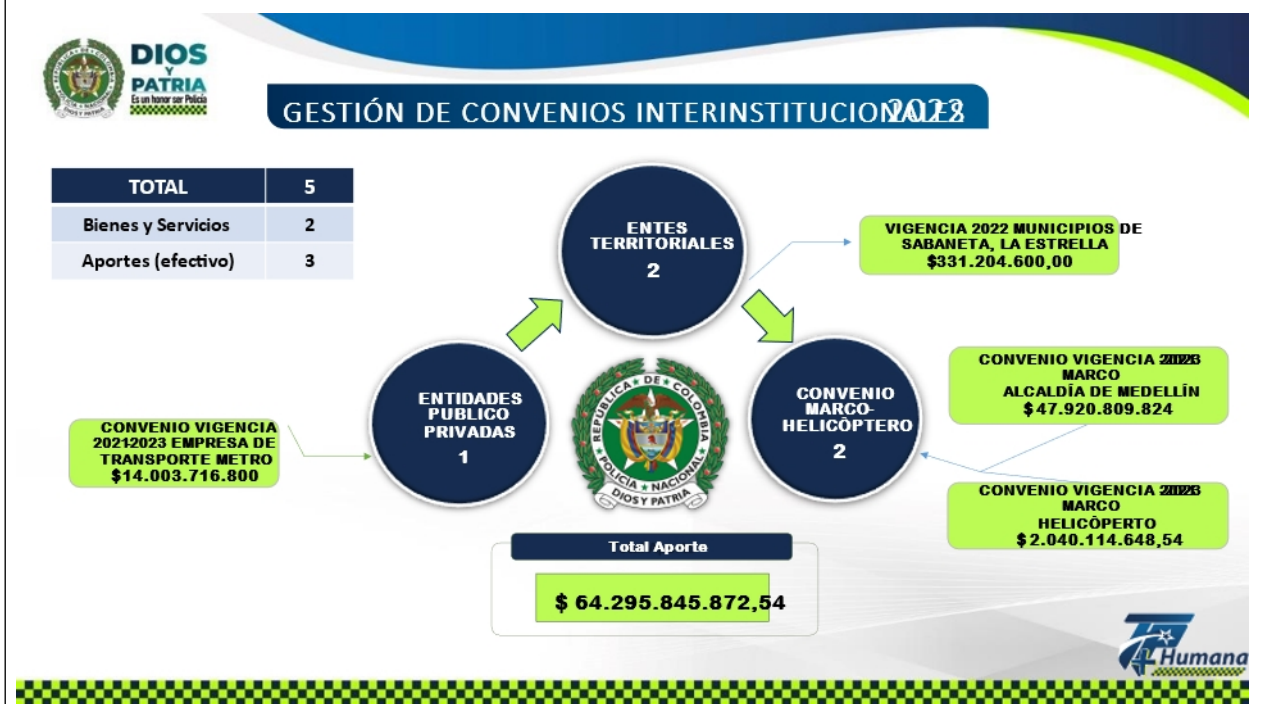 DIOS
Y
PATRIA
Es un honor ser Policía
GESTIÓN DE CONVENIOS INTERINSTITUCIONALES
TOTAL 5
Bienes y Servicios 2
Aportes (efectivo) 3
ENTES
TERRITORIALES
2
VIGENCIA 2022 MUNICIPIOS DE
SABANETA, LA ESTRELLA
$331.204.600,00
ENTIDADES
PUBLICO
PRIVADAS
1
CONVENIO VIGENCIA
2021-2023 EMPRESA DE
TRANSPORTE METRO
$14.003.716.800
CONVENIO
MARCO-
HELICÒPTERO
2
CONVENIO VIGENCIA
MARCO
ALCALDÍA DE MEDELLÍN
$47.920.809.824
CONVENIO VIGENCIA
MARCO
HELICÒPERTO
$2.040.114.648,54
REPUBLICA DE COLOMBIA
POLICIA NACIONAL
DIOS Y PATRIA
Total Aporte
$ 64.295.845.872,54
Humana